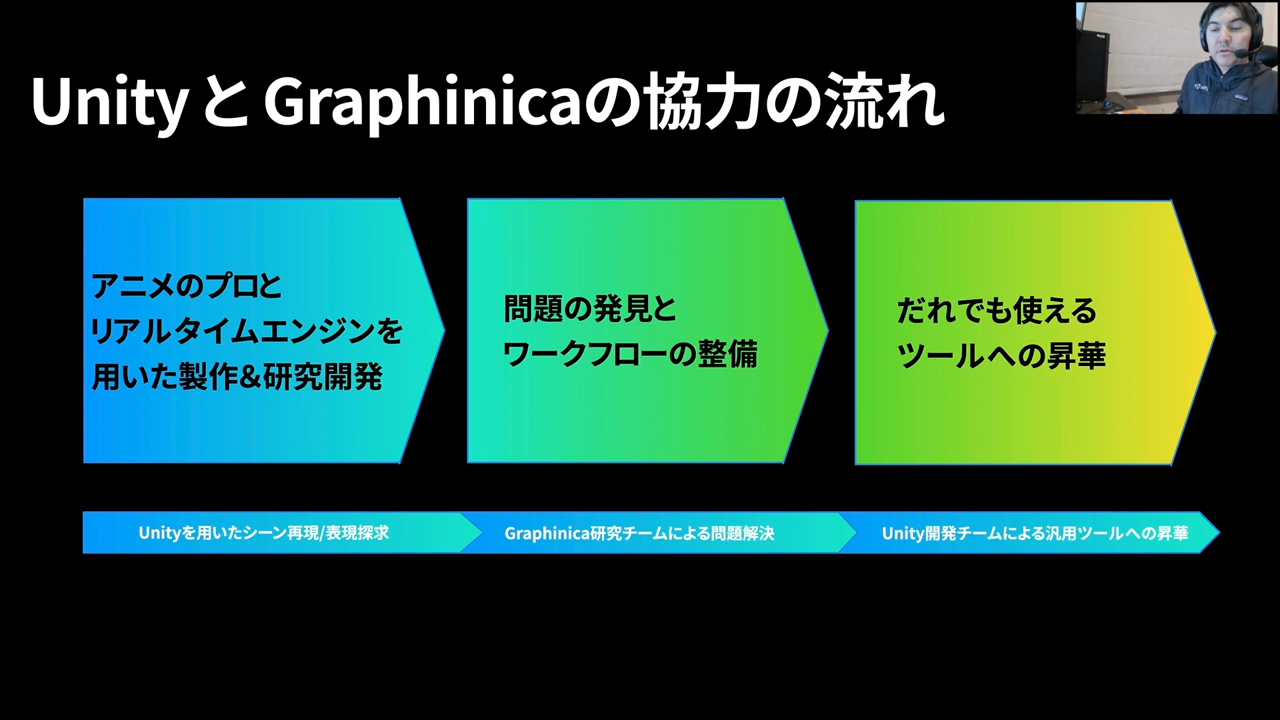 UnityとGraphinicaの協力の流れ
アニメのプロと
リアルタイムエンジンを
用いた製作&研究開発
問題の発見と
ワークフローの整備
だれでも使える
ツールへの昇華
Unityを用いたシーン再現/表現探求
Graphinica研究チームによる問題解決
Unity開発チームによる汎用ツールへの昇華